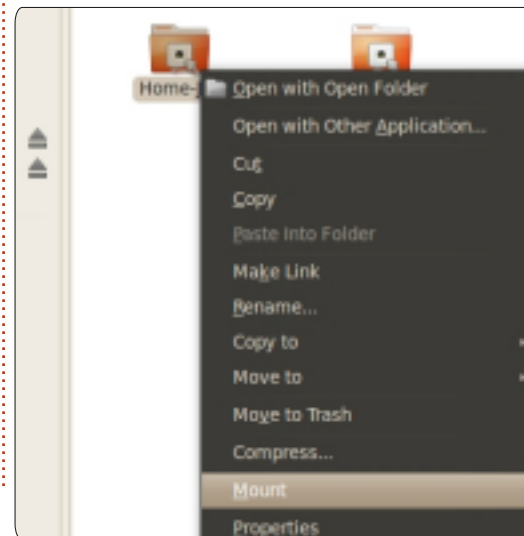 Home-
Open with Open Folder
Open with Other Application...
Cut
Copy
Paste Into Folder
Make Link
Rename...
Copy to
Move to
Move to Trash
Compress...
Mount
Properties